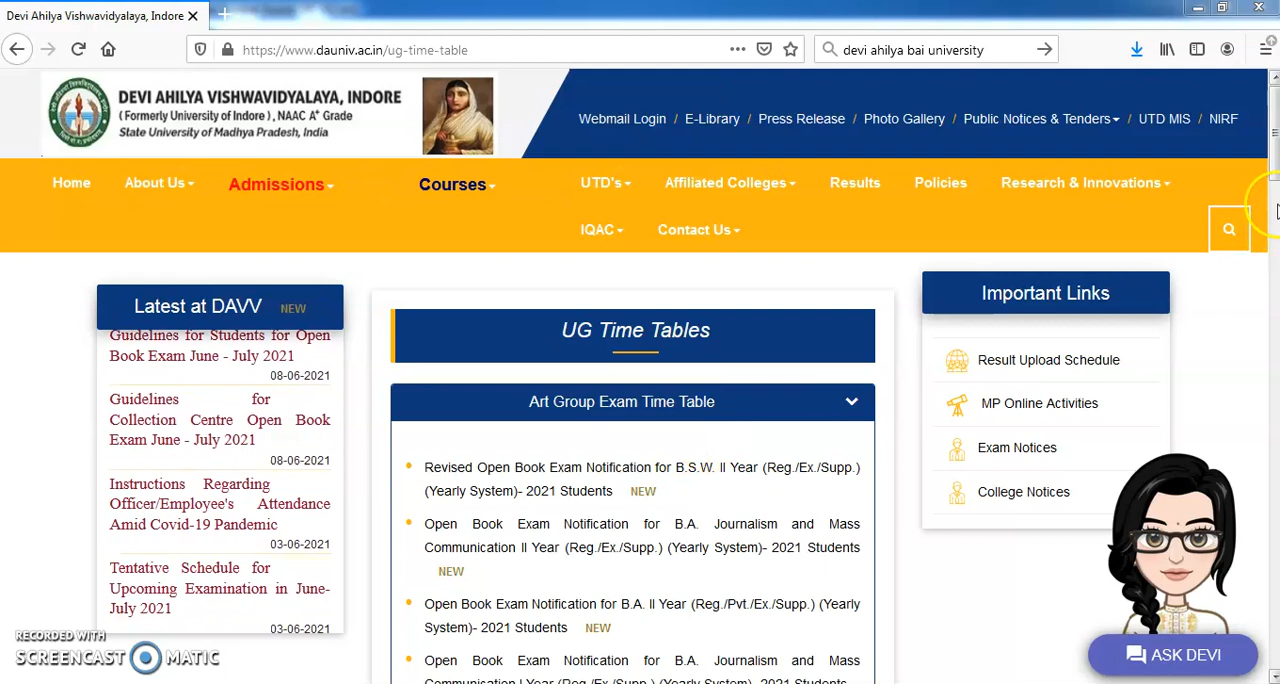 Devi Ahilya Vishwavidyalaya, Indore
https://www.dauniv.ac.in/ug-time-table
devi ahilya bai university
DEVI AHILYA VISHWAVIDYALAYA, INDORE
( Formerly University of Indore ) , NAAC A⁺ Grade
State University of Madhya Pradesh, India
Webmail Login / E-Library / Press Release / Photo Gallery / Public Notices & Tenders / UTD MIS / NIRF
Home About Us Admissions Courses UTD's Affiliated Colleges Results Policies Research & Innovations
IQAC Contact Us
Latest at DAVV NEW
Guidelines for Students for Open
Book Exam June - July 2021
08-06-2021
Guidelines for
Collection Centre Open Book
Exam June - July 2021
08-06-2021
Instructions Regarding
Officer/Employee's Attendance
Amid Covid-19 Pandemic
03-06-2021
Tentative Schedule for
Upcoming Examination in June-
July 2021
03-06-2021
UG Time Tables
Art Group Exam Time Table
Revised Open Book Exam Notification for B.S.W. II Year (Reg./Ex./Supp.)
(Yearly System)- 2021 Students NEW
Open Book Exam Notification for B.A. Journalism and Mass
Communication II Year (Reg./Ex./Supp.) (Yearly System)- 2021 Students
NEW
Open Book Exam Notification for B.A. II Year (Reg./Pvt./Ex./Supp.) (Yearly
System)- 2021 Students NEW
Open Book Exam Notification for B.A. Journalism and Mass
Communication I Year (Reg./Ex./Supp.) (Yearly System)- 2021 Students
Important Links
Result Upload Schedule
MP Online Activities
Exam Notices
College Notices
ASK DEVI
RECORDED WITH
SCREENCAST MATIC